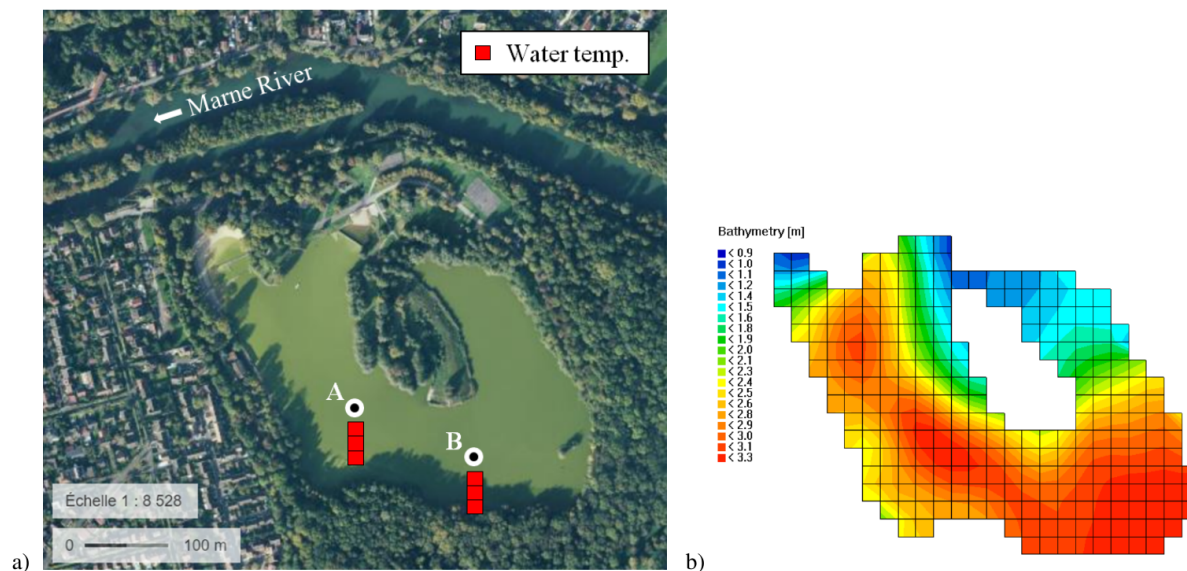 Water temp.
Marne River
A
B
Échelle 1 : 8 528
0 100 m
a)
Bathymetry [m]
< 0.9
< 1.0
< 1.1
< 1.2
< 1.4
< 1.5
< 1.6
< 1.8
< 1.9
< 2.0
< 2.1
< 2.3
< 2.4
< 2.5
< 2.6
< 2.8
< 2.9
< 3.0
< 3.1
< 3.3
b)